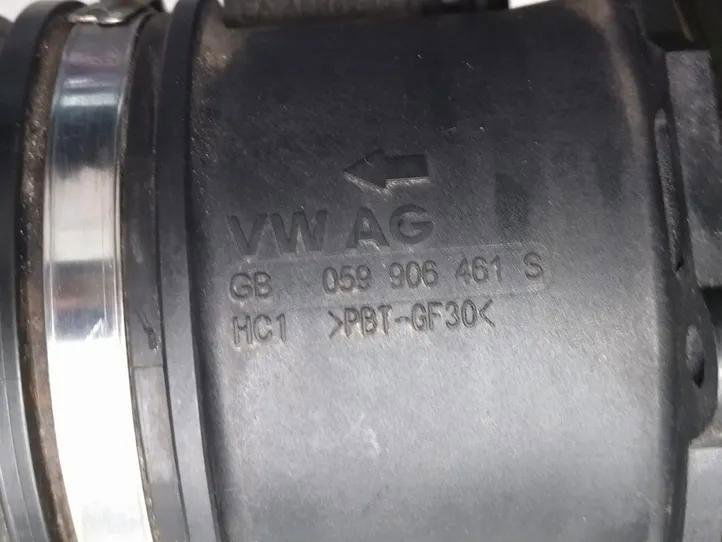 VW AG
GB 059 906 461 S
HC1 >PBT-GF30<